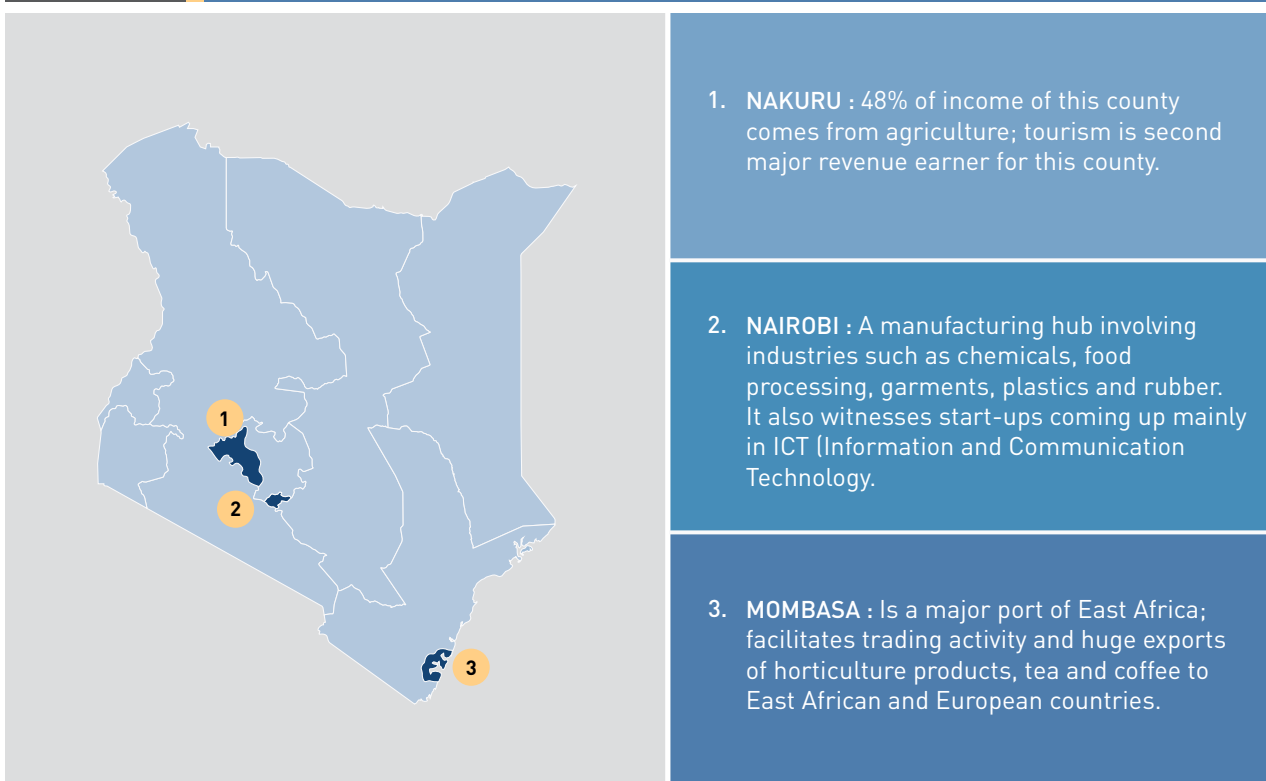 1
2
3
1. NAKURU : 48% of income of this county
comes from agriculture; tourism is second
major revenue earner for this county.
2. NAIROBI : A manufacturing hub involving
industries such as chemicals, food
processing, garments, plastics and rubber.
It also witnesses start-ups coming up mainly
in ICT (Information and Communication
Technology.
3. MOMBASA : Is a major port of East Africa;
facilitates trading activity and huge exports
of horticulture products, tea and coffee to
East African and European countries.